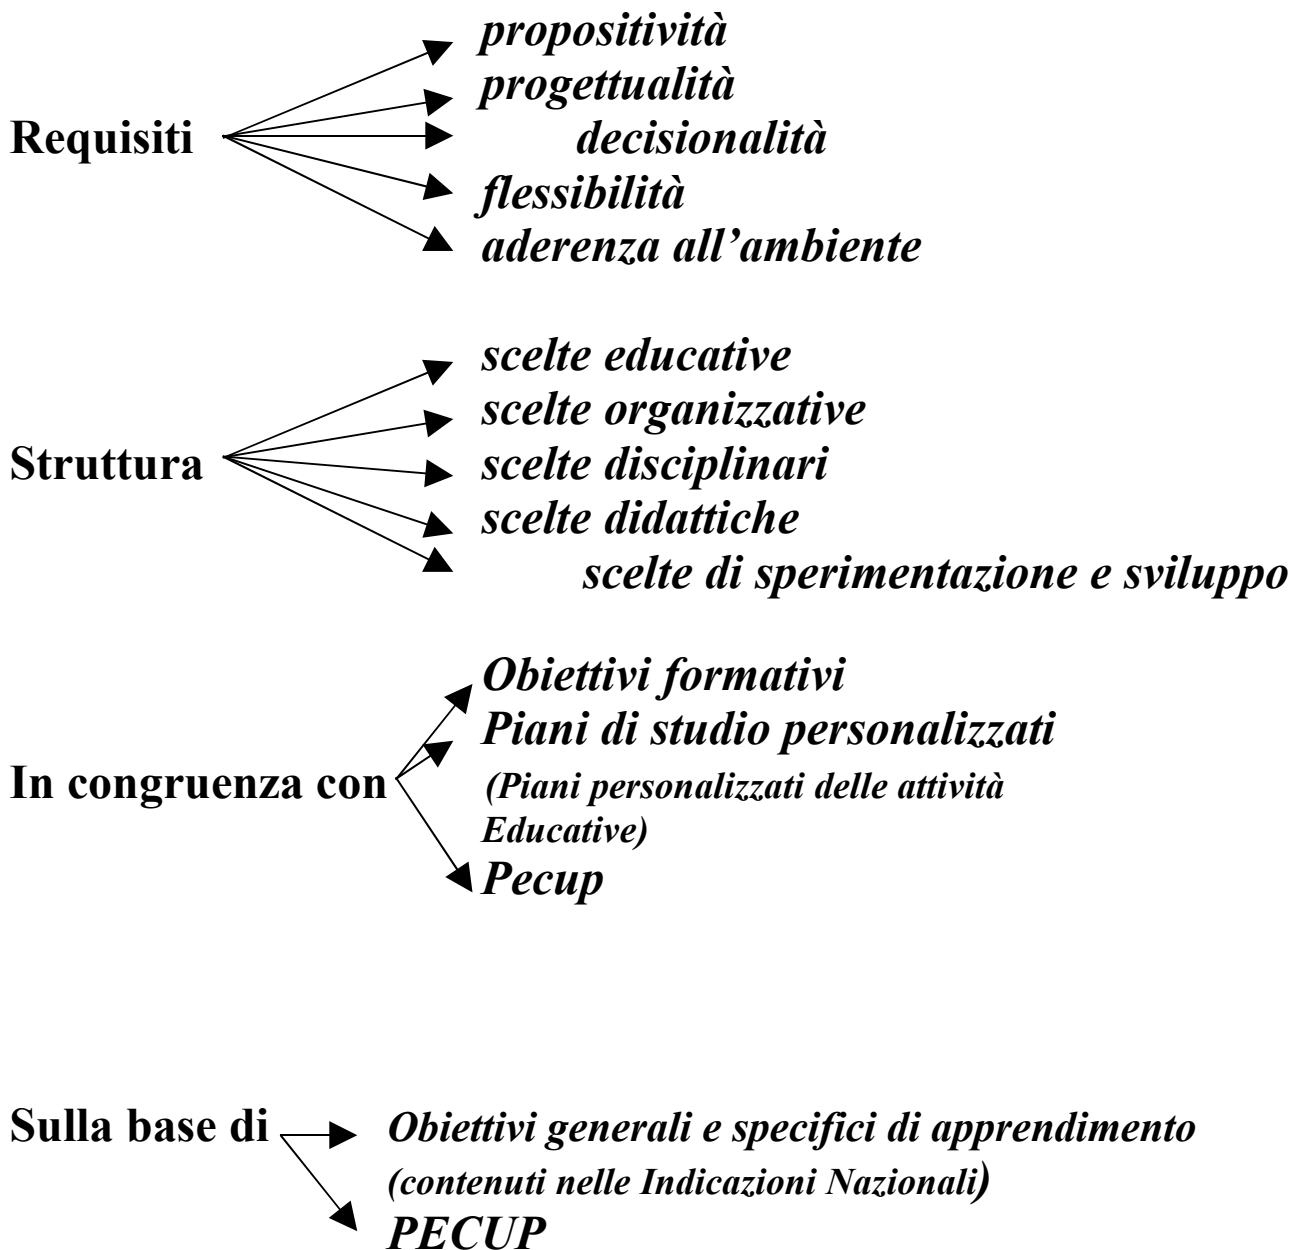 propositività
progettualità
Requisiti decisionalità
flessibilità
aderenza all’ambiente
scelte educative
scelte organizzative
Struttura scelte disciplinari
scelte didattiche
scelte di sperimentazione e sviluppo
Obiettivi formativi
Piani di studio personalizzati
In congruenza con (Piani personalizzati delle attività
Educative)
Pecup
Sulla base di Obiettivi generali e specifici di apprendimento
(contenuti nelle Indicazioni Nazionali)
PECUP